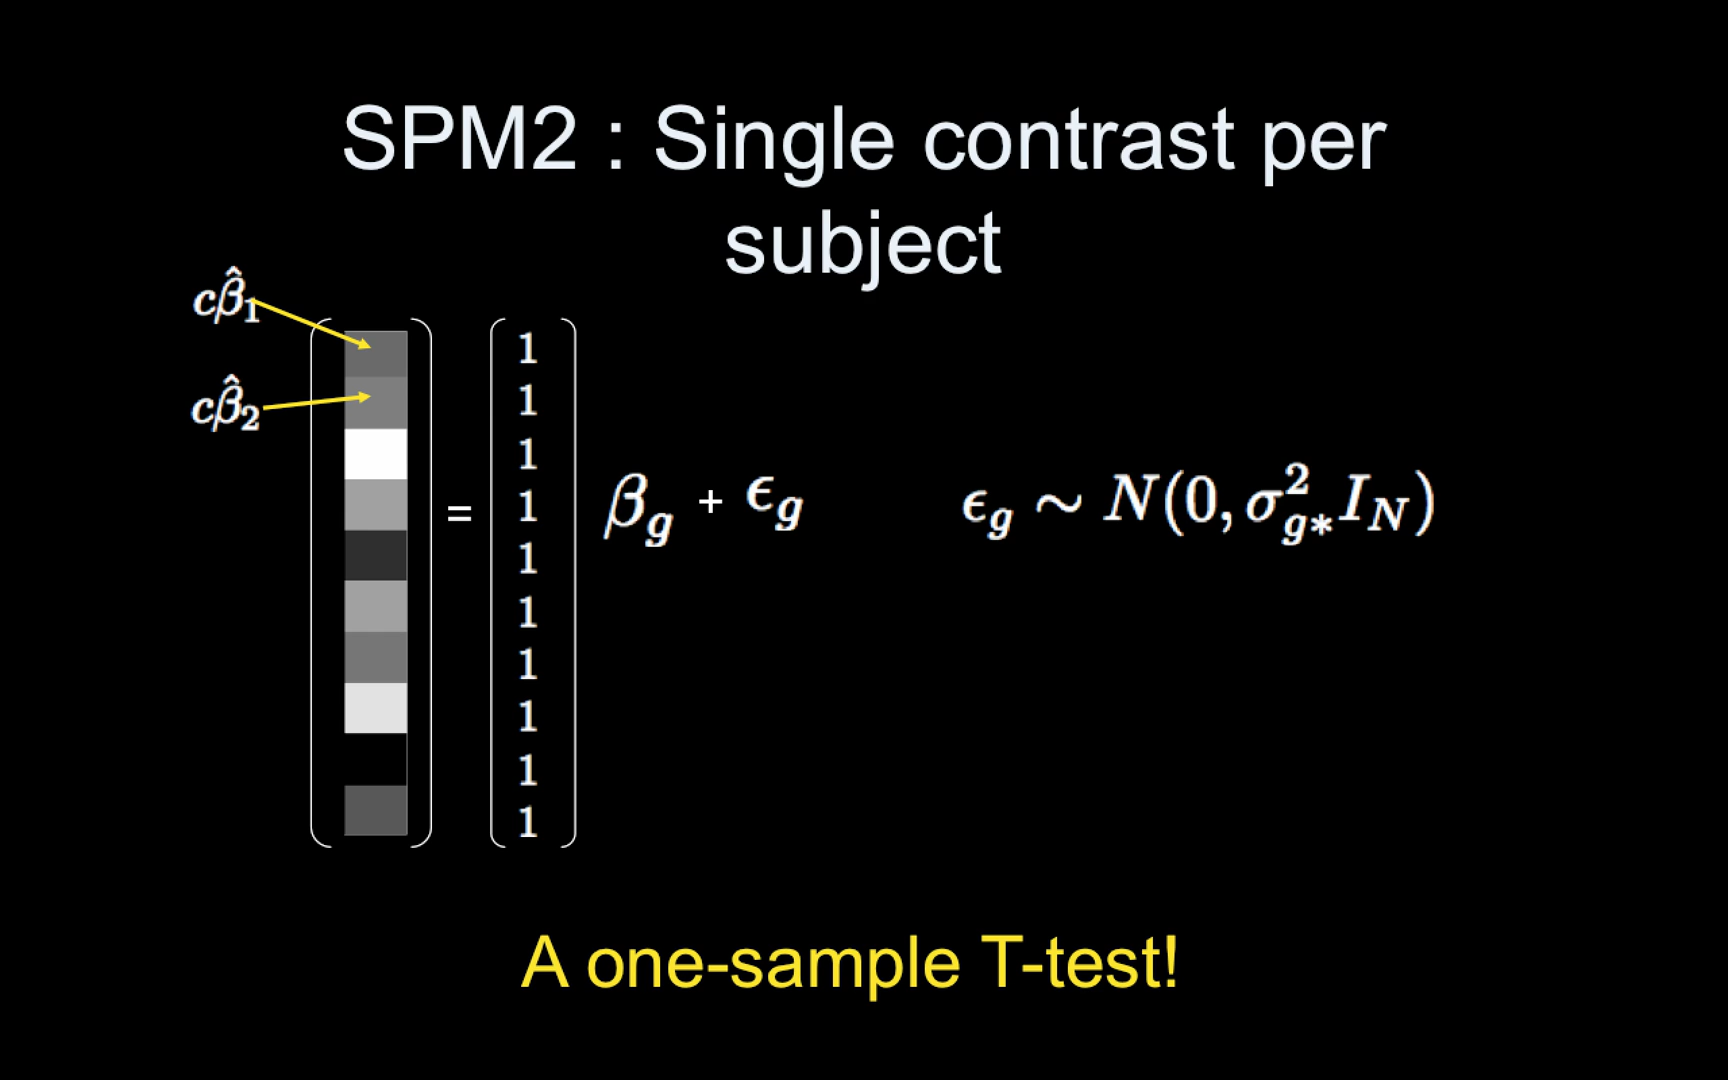 SPM2 : Single contrast per
subject
cβ̂₁
cβ̂₂
=
1
1
1
1
1
1
1
1
1
1
β_g + ϵ_g
ϵ_g ~ N(0, σ²_{g*} I_N)
A one-sample T-test!